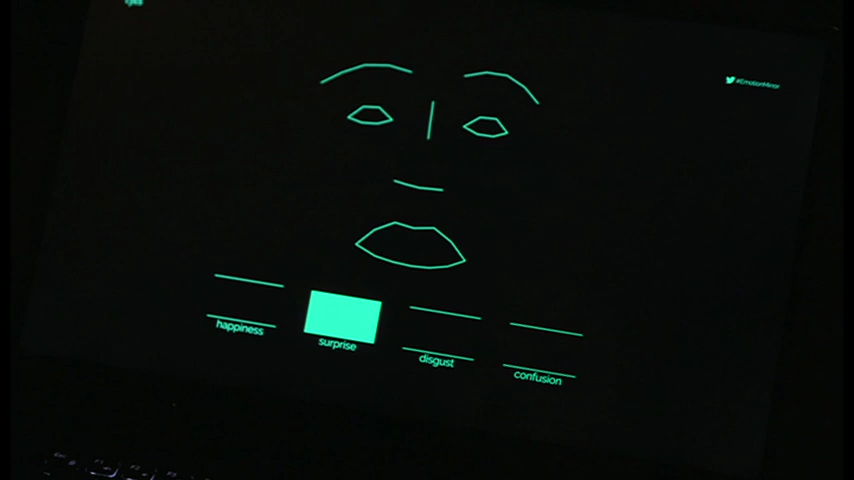 #EmotionMirror
happiness
surprise
disgust
confusion